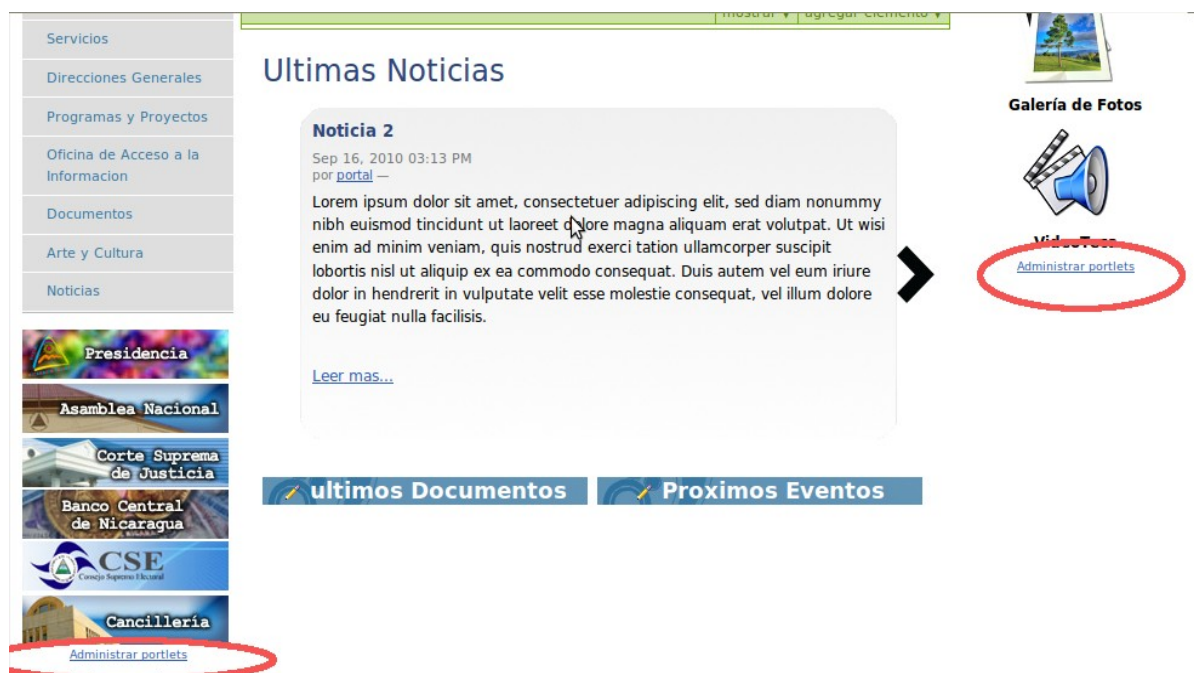 mostrar ▼ agregar elemento ▼
Servicios
Direcciones Generales
Programas y Proyectos
Oficina de Acceso a la
Informacion
Documentos
Arte y Cultura
Noticias
Presidencia
Asamblea Nacional
Corte Suprema
de Justicia
Banco Central
de Nicaragua
CSE
Consejo Supremo Electoral
Cancillería
Administrar portlets
Ultimas Noticias
Noticia 2
Sep 16, 2010 03:13 PM
por portal —
Lorem ipsum dolor sit amet, consectetuer adipiscing elit, sed diam nonummy
nibh euismod tincidunt ut laoreet dolore magna aliquam erat volutpat. Ut wisi
enim ad minim veniam, quis nostrud exerci tation ullamcorper suscipit
lobortis nisl ut aliquip ex ea commodo consequat. Duis autem vel eum iriure
dolor in hendrerit in vulputate velit esse molestie consequat, vel illum dolore
eu feugiat nulla facilisis.
Leer mas...
ultimos Documentos
Proximos Eventos
Galería de Fotos
VideoTeca
Administrar portlets